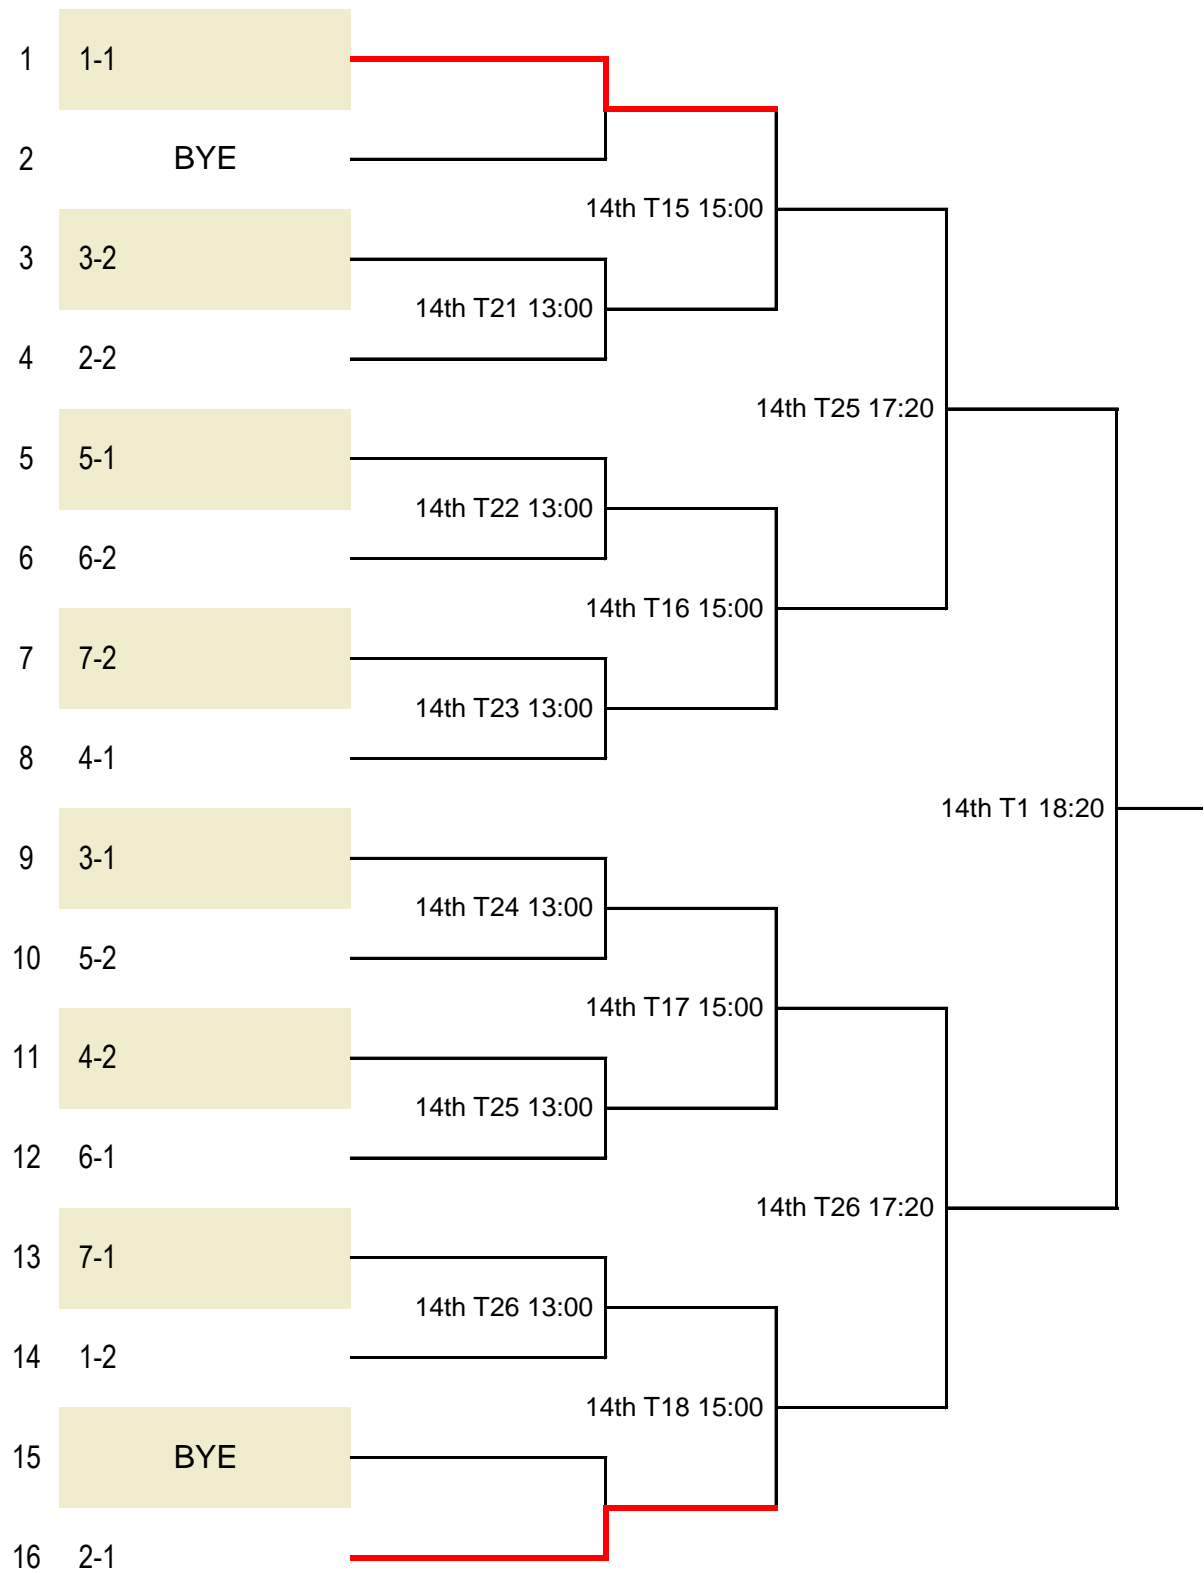 1 1-1
2 BYE
14th T15 15:00
3 3-2
14th T21 13:00
4 2-2
14th T25 17:20
5 5-1
14th T22 13:00
6 6-2
14th T16 15:00
7 7-2
14th T23 13:00
8 4-1
14th T1 18:20
9 3-1
14th T24 13:00
10 5-2
14th T17 15:00
11 4-2
14th T25 13:00
12 6-1
14th T26 17:20
13 7-1
14th T26 13:00
14 1-2
14th T18 15:00
15 BYE
16 2-1